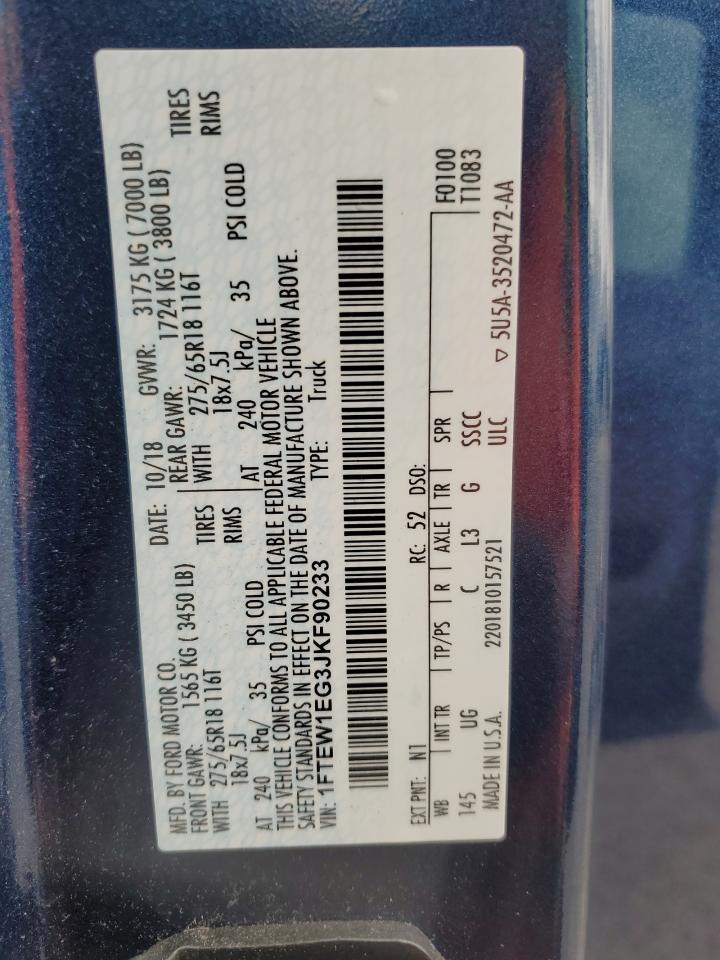 MFD. BY FORD MOTOR CO.
DATE: 10/18 GVWR: 3175 KG ( 7000 LB)
FRONT GAWR: 1565 KG ( 3450 LB)
REAR GAWR: 1724 KG ( 3800 LB)
WITH 275/65R18 116T TIRES
WITH 275/65R18 116T TIRES
18x7.5J RIMS
18x7.5J RIMS
AT 240 kPa/ 35 PSI COLD
AT 240 kPa/ 35 PSI COLD
THIS VEHICLE CONFORMS TO ALL APPLICABLE FEDERAL MOTOR VEHICLE
SAFETY STANDARDS IN EFFECT ON THE DATE OF MANUFACTURE SHOWN ABOVE.
VIN: 1FTEW1EG3JKF90233 TYPE: Truck
EXT PNT: N1 RC: 52 DSO: F0100
WB INT TR TP/PS R AXLE TR SPR T1083
145 UG C L3 G SSCC
MADE IN U.S.A. 2201810157521 ULC ▽ 5U5A-3520472-AA